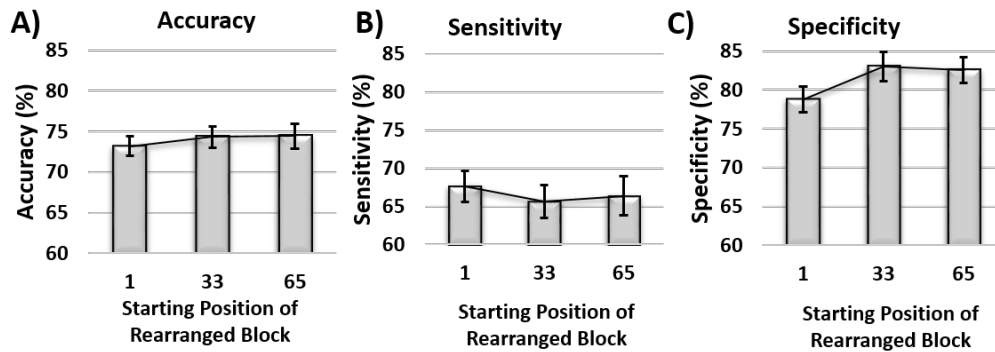 A)
Accuracy
Accuracy (%)
85
80
75
70
65
60
1 33 65
Starting Position of
Rearranged Block
B)
Sensitivity
Sensitivity (%)
85
80
75
70
65
60
1 33 65
Starting Position of
Rearranged Block
C)
Specificity
Specificity (%)
85
80
75
70
65
60
1 33 65
Starting Position of
Rearranged Block